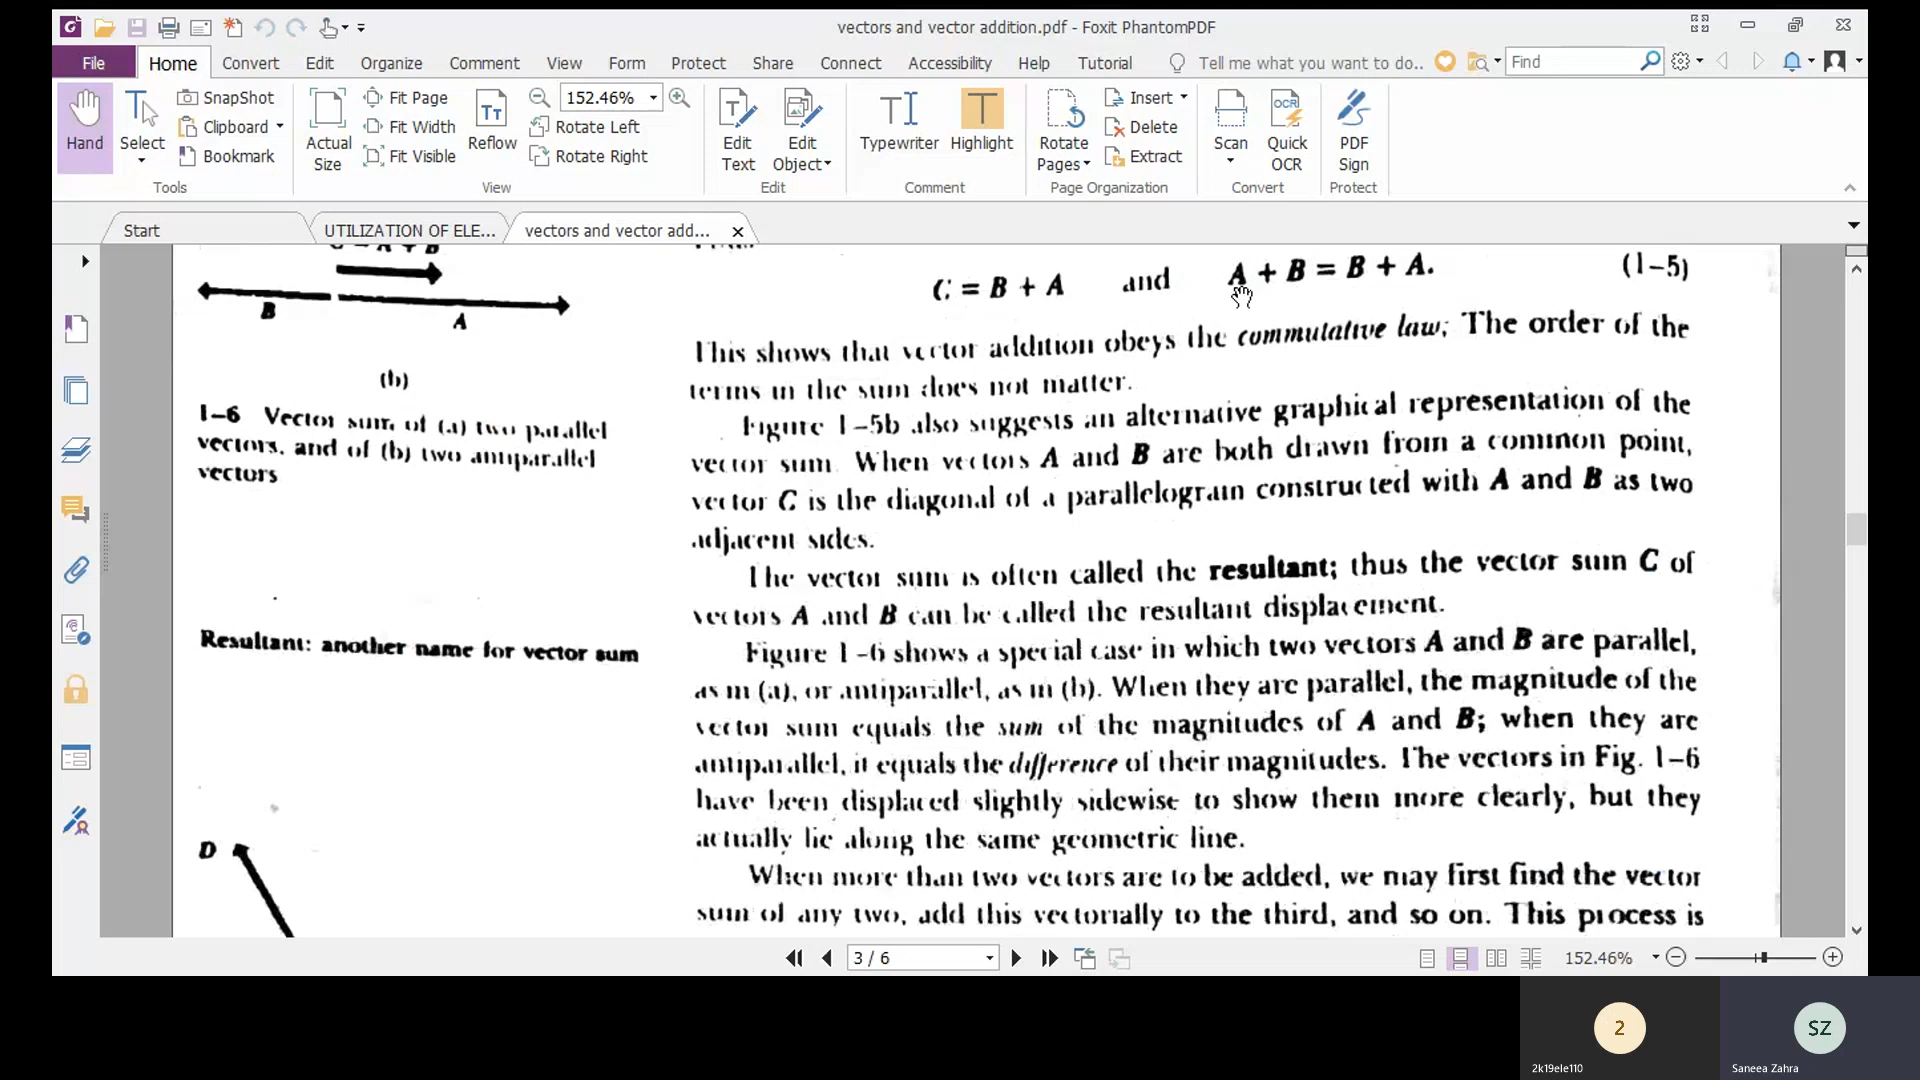 vectors and vector addition.pdf - Foxit PhantomPDF
File Home Convert Edit Organize Comment View Form Protect Share Connect Accessibility Help Tutorial Tell me what you want to do.. Find
Hand
Select
SnapShot
Clipboard
Bookmark
Tools
Actual Size
Fit Page
Fit Width
Fit Visible
Reflow
152.46%
Rotate Left
Rotate Right
View
Edit Text
Edit Object
Edit
Typewriter
Highlight
Comment
Rotate Pages
Insert
Delete
Extract
Page Organization
Scan
Quick OCR
Convert
PDF Sign
Protect
Start
UTILIZATION OF ELE...
vectors and vector add...
C = A + B
B
A
(b)
1–6 Vector sum of (a) two parallel
vectors, and of (b) two antiparallel
vectors
Resultant: another name for vector sum
D
C = B + A and A + B = B + A. (1–5)
This shows that vector addition obeys the commutative law; The order of the
terms in the sum does not matter.
Figure 1–5b also suggests an alternative graphical representation of the
vector sum. When vectors A and B are both drawn from a common point,
vector C is the diagonal of a parallelogram constructed with A and B as two
adjacent sides.
The vector sum is often called the resultant; thus the vector sum C of
vectors A and B can be called the resultant displacement.
Figure 1–6 shows a special case in which two vectors A and B are parallel,
as in (a), or antiparallel, as in (b). When they are parallel, the magnitude of the
vector sum equals the sum of the magnitudes of A and B; when they are
antiparallel, it equals the difference of their magnitudes. The vectors in Fig. 1–6
have been displaced slightly sidewise to show them more clearly, but they
actually lie along the same geometric line.
When more than two vectors are to be added, we may first find the vector
sum of any two, add this vectorially to the third, and so on. This process is
3 / 6
152.46%
2
2k19ele110
SZ
Saneea Zahra